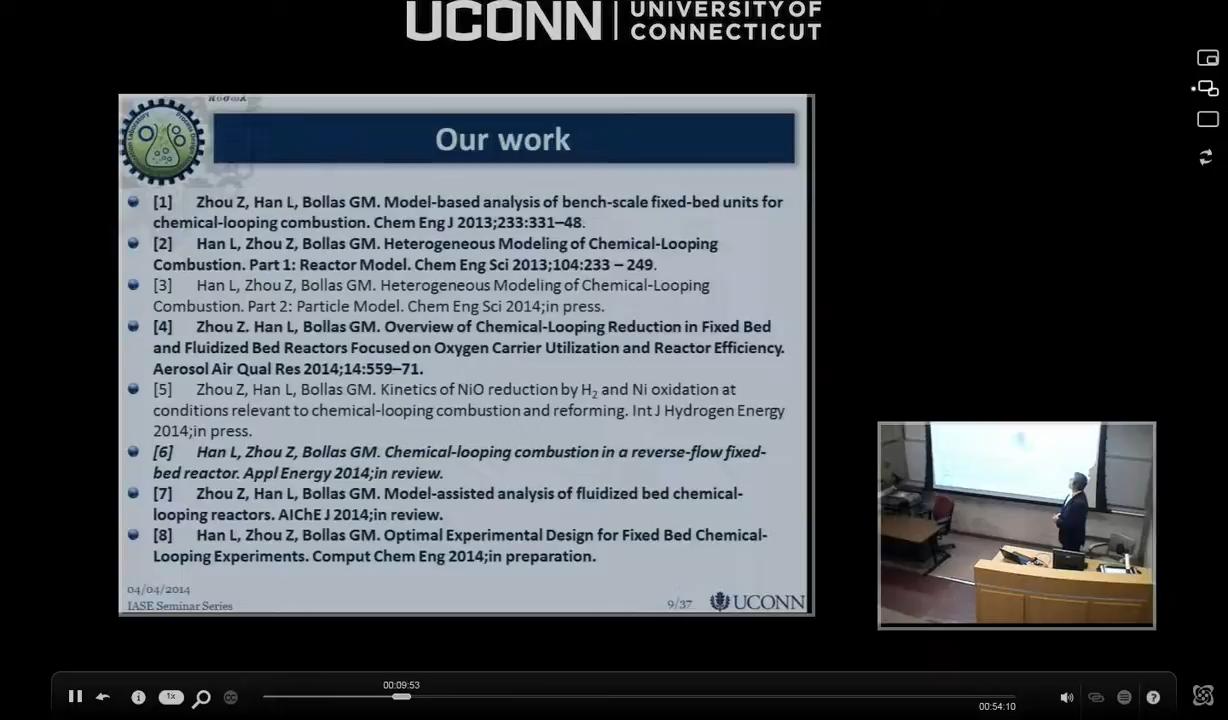 UCONN
UNIVERSITY OF
CONNECTICUT
Our work
[1] Zhou Z, Han L, Bollas GM. Model-based analysis of bench-scale fixed-bed units for
chemical-looping combustion. Chem Eng J 2013;233:331–48.
[2] Han L, Zhou Z, Bollas GM. Heterogeneous Modeling of Chemical-Looping
Combustion. Part 1: Reactor Model. Chem Eng Sci 2013;104:233 – 249.
[3] Han L, Zhou Z, Bollas GM. Heterogeneous Modeling of Chemical-Looping
Combustion. Part 2: Particle Model. Chem Eng Sci 2014;in press.
[4] Zhou Z. Han L, Bollas GM. Overview of Chemical-Looping Reduction in Fixed Bed
and Fluidized Bed Reactors Focused on Oxygen Carrier Utilization and Reactor Efficiency.
Aerosol Air Qual Res 2014;14:559–71.
[5] Zhou Z, Han L, Bollas GM. Kinetics of NiO reduction by H₂ and Ni oxidation at
conditions relevant to chemical-looping combustion and reforming. Int J Hydrogen Energy
2014;in press.
[6] Han L, Zhou Z, Bollas GM. Chemical-looping combustion in a reverse-flow fixed-
bed reactor. Appl Energy 2014;in review.
[7] Zhou Z, Han L, Bollas GM. Model-assisted analysis of fluidized bed chemical-
looping reactors. AIChE J 2014;in review.
[8] Han L, Zhou Z, Bollas GM. Optimal Experimental Design for Fixed Bed Chemical-
Looping Experiments. Comput Chem Eng 2014;in preparation.
04/04/2014
IASE Seminar Series
9/37
UCONN
00:09:53
1x
00:54:10